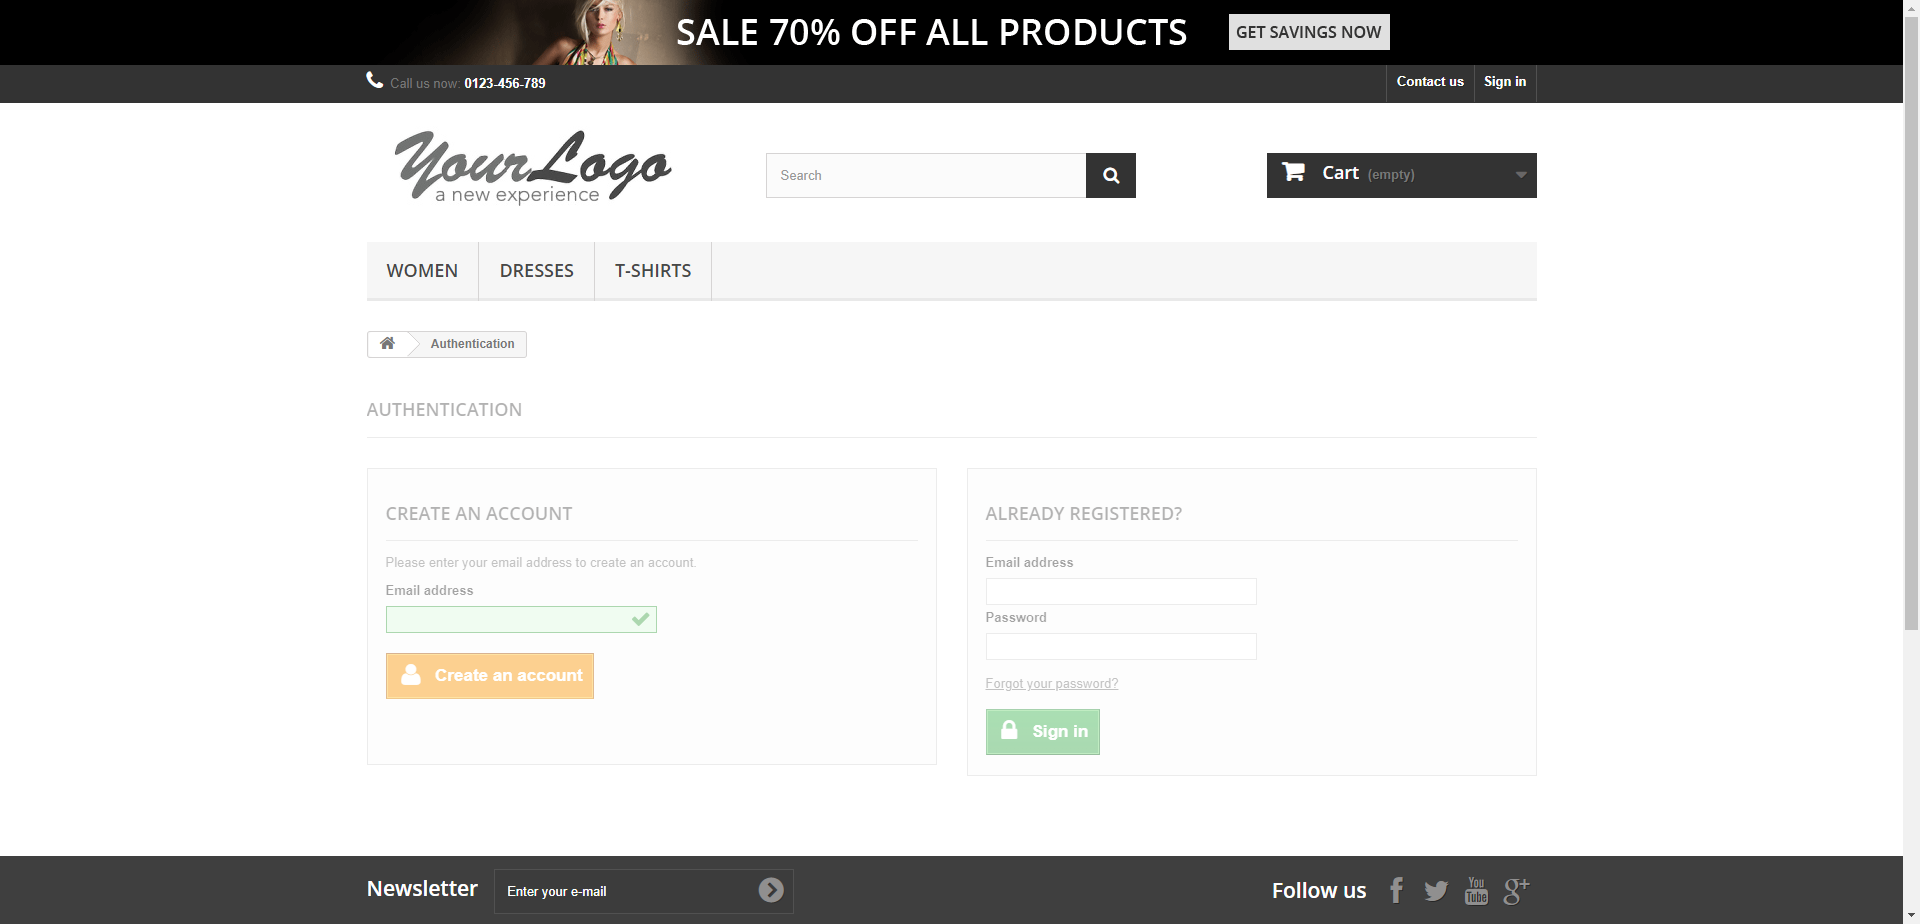 SALE 70% OFF ALL PRODUCTS
GET SAVINGS NOW
Call us now: 0123-456-789
Contact us
Sign in
YourLogo
a new experience
Search
Cart (empty)
WOMEN
DRESSES
T-SHIRTS
Authentication
AUTHENTICATION
CREATE AN ACCOUNT
Please enter your email address to create an account.
Email address
Create an account
ALREADY REGISTERED?
Email address
Password
Forgot your password?
Sign in
Newsletter
Enter your e-mail
Follow us
You
Tube
g+